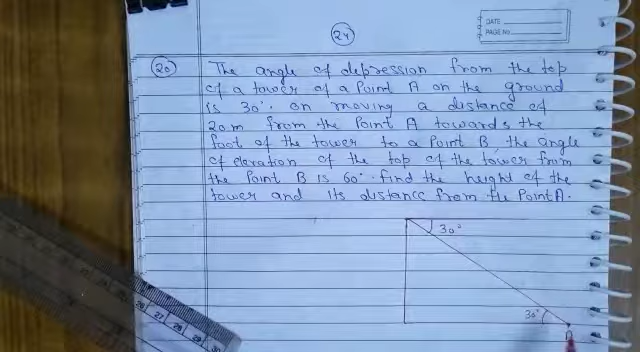 24
DATE
PAGE No.
20 The angle of depression from the top
of a tower of a Point A on the ground
is 30°. on moving a distance of
20m from the Point A towards the
foot of the tower to a Point B, the angle
of elevation of the top of the tower from
the Point B is 60°. find the height of the
tower and its distance from the Point A.
30°
30°